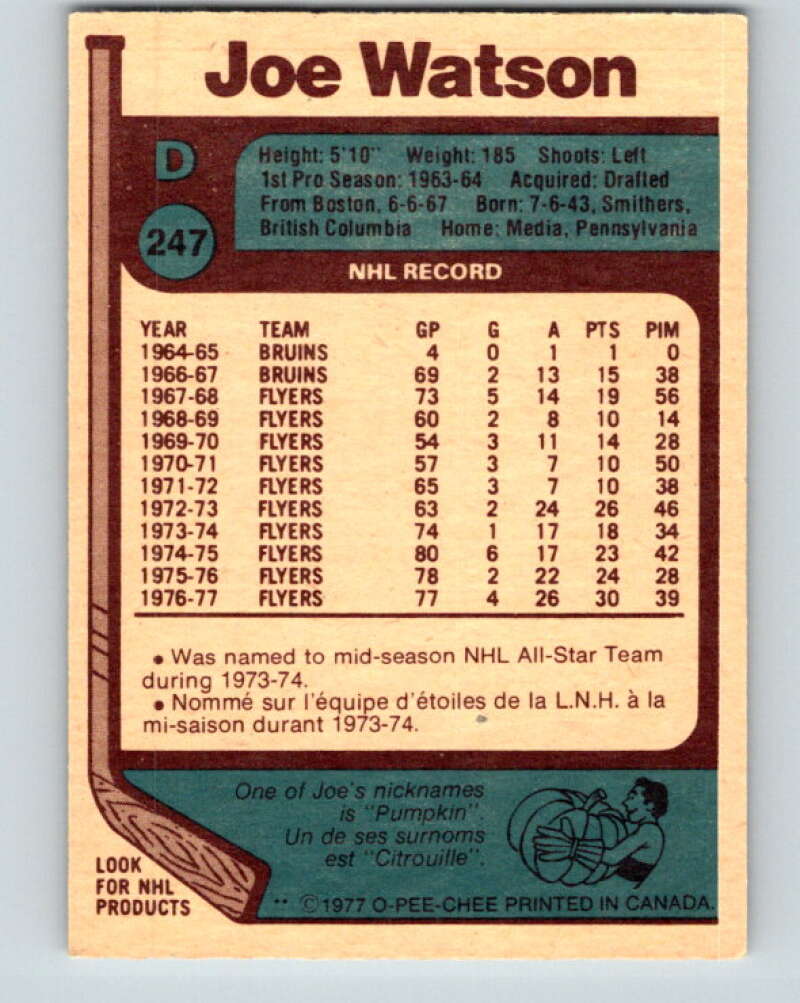 Joe Watson
D
247
Height: 5'10" Weight: 185 Shoots: Left
1st Pro Season: 1963-64 Acquired: Drafted
From Boston, 6-6-67 Born: 7-6-43, Smithers,
British Columbia Home: Media, Pennsylvania
NHL RECORD
YEAR TEAM GP G A PTS PIM
1964-65 BRUINS 4 0 1 1 0
1966-67 BRUINS 69 2 13 15 38
1967-68 FLYERS 73 5 14 19 56
1968-69 FLYERS 60 2 8 10 14
1969-70 FLYERS 54 3 11 14 28
1970-71 FLYERS 57 3 7 10 50
1971-72 FLYERS 65 3 7 10 38
1972-73 FLYERS 63 2 24 26 46
1973-74 FLYERS 74 1 17 18 34
1974-75 FLYERS 80 6 17 23 42
1975-76 FLYERS 78 2 22 24 28
1976-77 FLYERS 77 4 26 30 39
• Was named to mid-season NHL All-Star Team
during 1973-74.
• Nommé sur l'équipe d'étoiles de la L.N.H. à la
mi-saison durant 1973-74.
One of Joe's nicknames
is "Pumpkin".
Un de ses surnoms
est "Citrouille".
LOOK
FOR NHL
PRODUCTS
** ©1977 O-PEE-CHEE PRINTED IN CANADA.